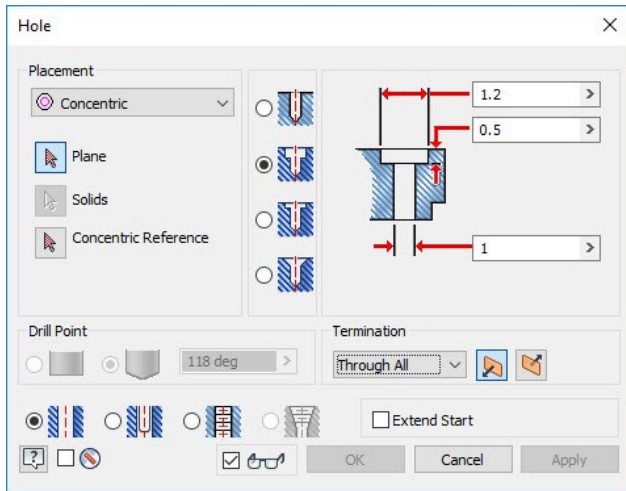 Hole
Placement
Concentric
Plane
Solids
Concentric Reference
1.2
0.5
1
Drill Point
118 deg
Termination
Through All
Extend Start
OK
Cancel
Apply